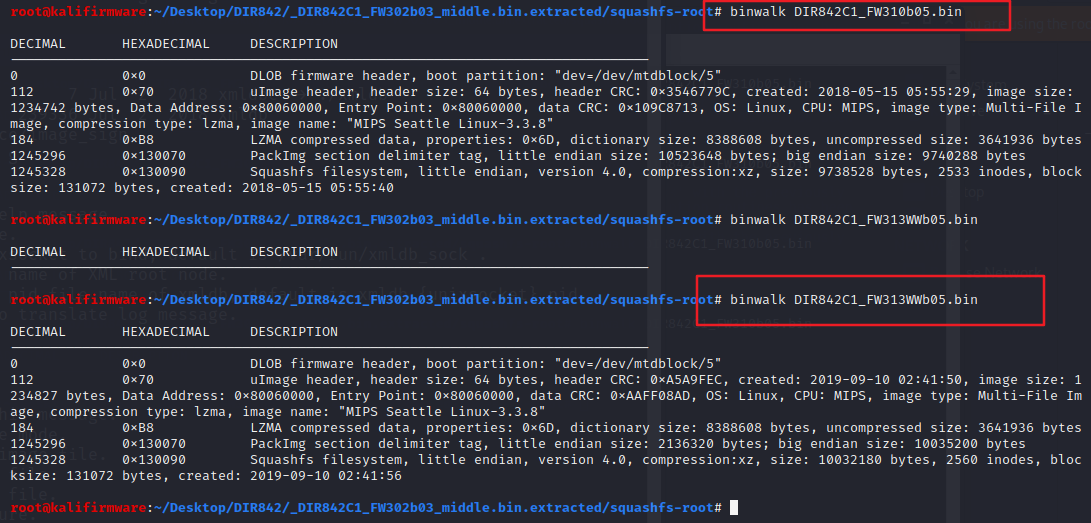 root@kalifirmware:~/Desktop/DIR842/_DIR842C1_FW302b03_middle.bin.extracted/squashfs-root# binwalk DIR842C1_FW310b05.bin
DECIMAL HEXADECIMAL DESCRIPTION
--------------------------------------------------------------------------------
0 0×0 DLOB firmware header, boot partition: "dev=/dev/mtdblock/5"
112 0×70 uImage header, header size: 64 bytes, header CRC: 0×3546779C, created: 2018-05-15 05:55:29, image size:
1234742 bytes, Data Address: 0×80060000, Entry Point: 0×80060000, data CRC: 0×109C8713, OS: Linux, CPU: MIPS, image type: Multi-File I
mage, compression type: lzma, image name: "MIPS Seattle Linux-3.3.8"
184 0×B8 LZMA compressed data, properties: 0×6D, dictionary size: 8388608 bytes, uncompressed size: 3641936 bytes
1245296 0×130070 PackImg section delimiter tag, little endian size: 10523648 bytes; big endian size: 9740288 bytes
1245328 0×130090 Squashfs filesystem, little endian, version 4.0, compression:xz, size: 9738528 bytes, 2533 inodes, block
size: 131072 bytes, created: 2018-05-15 05:55:40
root@kalifirmware:~/Desktop/DIR842/_DIR842C1_FW302b03_middle.bin.extracted/squashfs-root# binwalk DIR842C1_FW313WWb05.bin
DECIMAL HEXADECIMAL DESCRIPTION
--------------------------------------------------------------------------------
root@kalifirmware:~/Desktop/DIR842/_DIR842C1_FW302b03_middle.bin.extracted/squashfs-root# binwalk DIR842C1_FW313WWb05.bin
DECIMAL HEXADECIMAL DESCRIPTION
--------------------------------------------------------------------------------
0 0×0 DLOB firmware header, boot partition: "dev=/dev/mtdblock/5"
112 0×70 uImage header, header size: 64 bytes, header CRC: 0×A5A9FEC, created: 2019-09-10 02:41:50, image size: 1
234827 bytes, Data Address: 0×80060000, Entry Point: 0×80060000, data CRC: 0×AAFF08AD, OS: Linux, CPU: MIPS, image type: Multi-File Im
age, compression type: lzma, image name: "MIPS Seattle Linux-3.3.8"
184 0×B8 LZMA compressed data, properties: 0×6D, dictionary size: 8388608 bytes, uncompressed size: 3641936 bytes
1245296 0×130070 PackImg section delimiter tag, little endian size: 2136320 bytes; big endian size: 10035200 bytes
1245328 0×130090 Squashfs filesystem, little endian, version 4.0, compression:xz, size: 10032180 bytes, 2560 inodes, bloc
ksize: 131072 bytes, created: 2019-09-10 02:41:56
root@kalifirmware:~/Desktop/DIR842/_DIR842C1_FW302b03_middle.bin.extracted/squashfs-root#